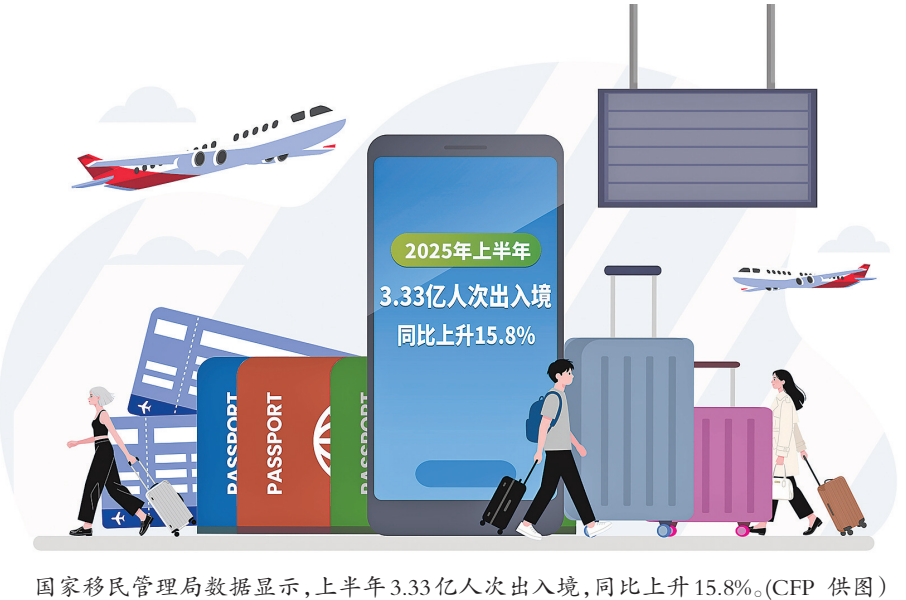 2025年上半年
3.33亿人次出入境
同比上升15.8%
PASSPORT
PASSPORT
PASSPORT
国家移民管理局数据显示,上半年3.33亿人次出入境,同比上升15.8%。(CFP 供图)